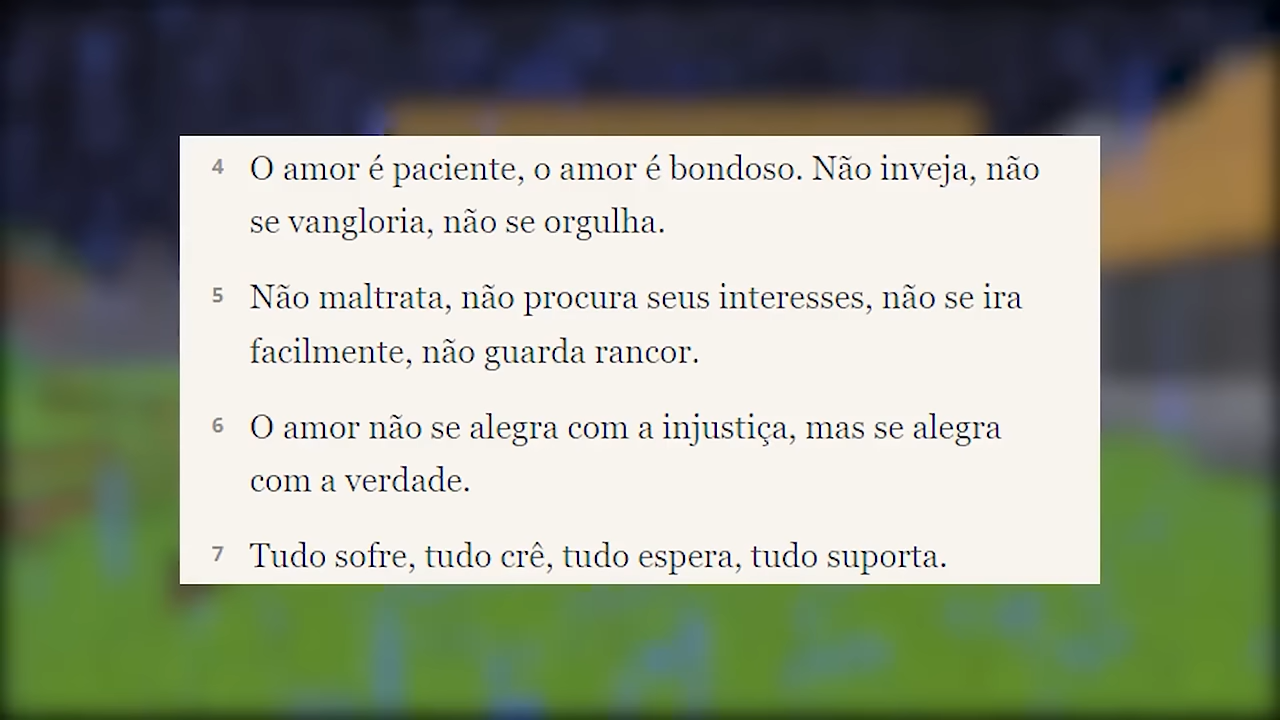 4 O amor é paciente, o amor é bondoso. Não inveja, não
se vangloria, não se orgulha.
5 Não maltrata, não procura seus interesses, não se ira
facilmente, não guarda rancor.
6 O amor não se alegra com a injustiça, mas se alegra
com a verdade.
7 Tudo sofre, tudo crê, tudo espera, tudo suporta.